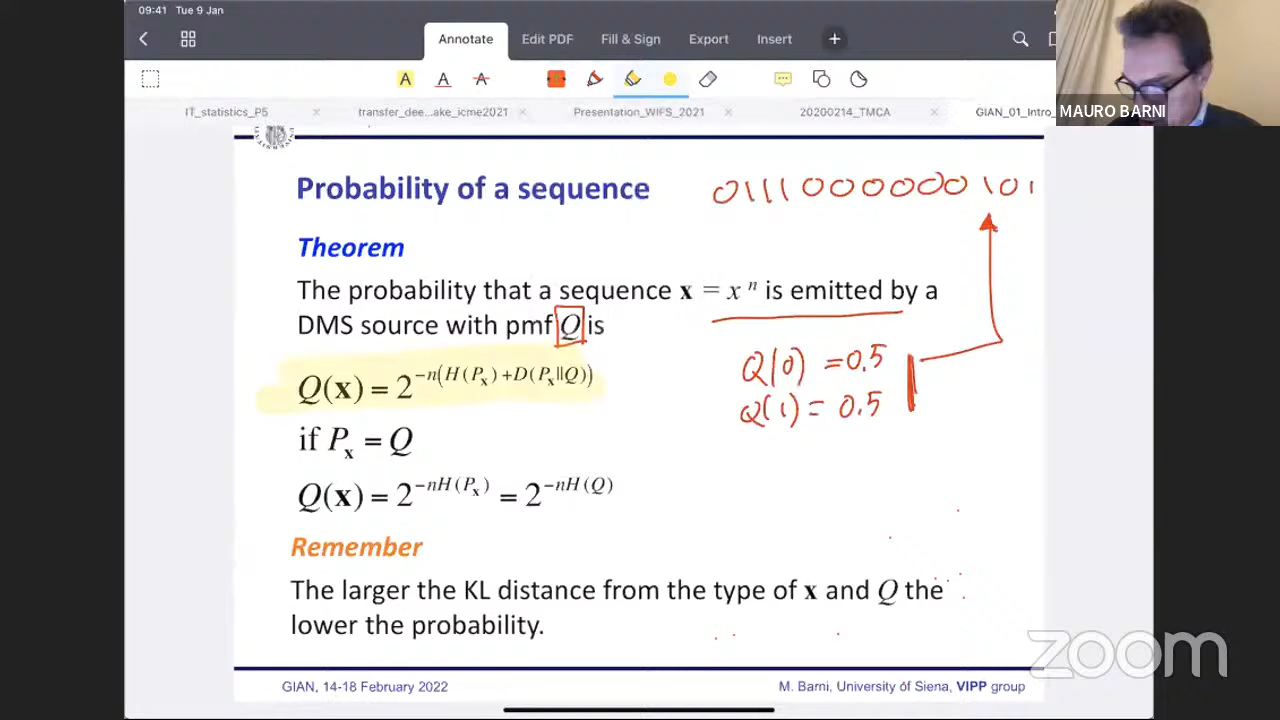 09:41 Tue 9 Jan
Annotate Edit PDF Fill & Sign Export Insert +
A A A
IT_statistics_P5 × transfer_dee...ake_icme2021 × Presentation_WIFS_2021 × 20200214_TMCA × GIAN_01_Intro_
MAURO BARNI
Probability of a sequence
0111000000101
Theorem
The probability that a sequence x = x^n is emitted by a
DMS source with pmf Q is
Q(0) = 0.5
Q(x) = 2^{-n(H(P_x)+D(P_x||Q))}
Q(1) = 0.5
if P_x = Q
Q(x) = 2^{-nH(P_x)} = 2^{-nH(Q)}
Remember
The larger the KL distance from the type of x and Q the
lower the probability.
zoom
GIAN, 14-18 February 2022
M. Barni, University of Siena, VIPP group